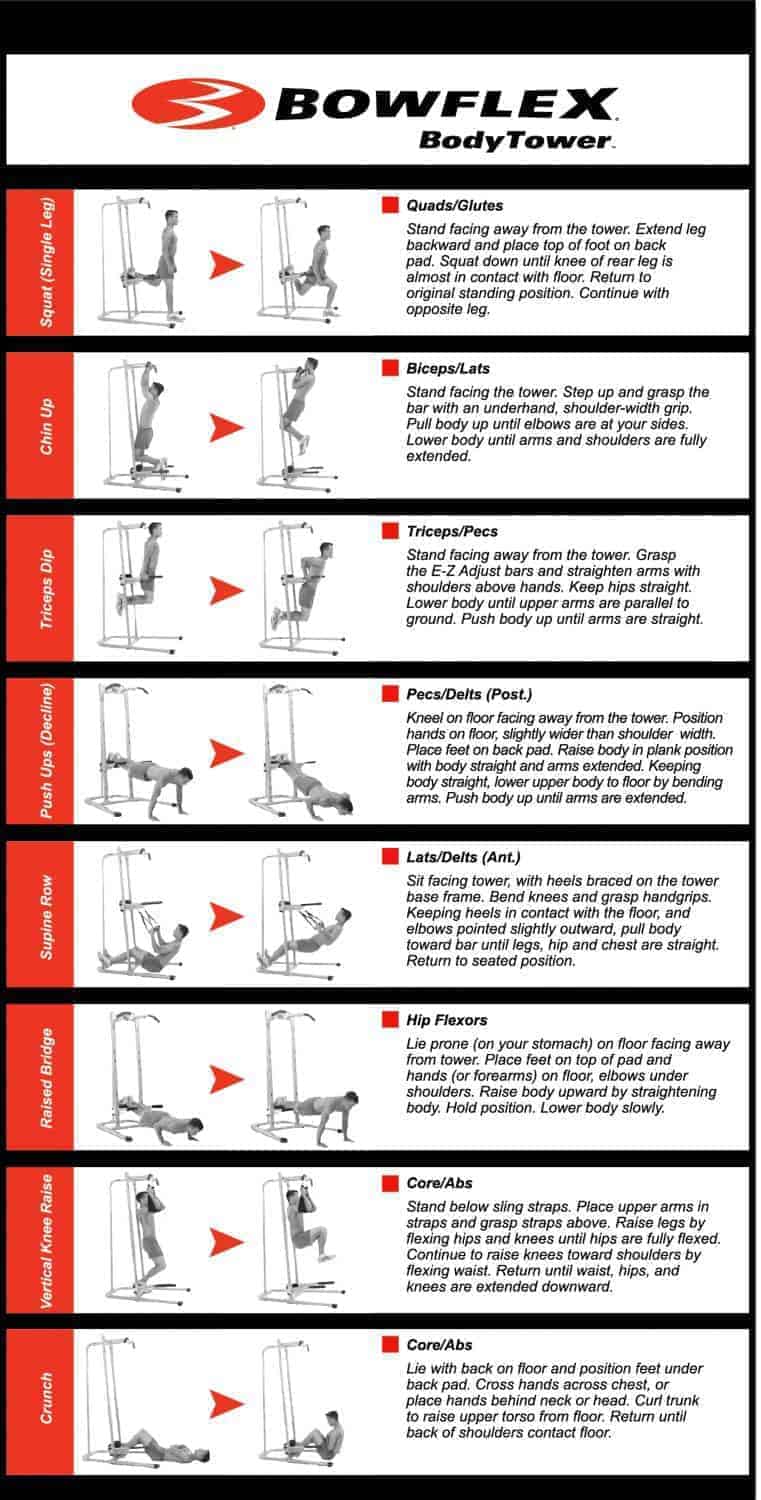 BOWFLEX
BodyTower™
Squat (Single Leg)
Quads/Glutes
Stand facing away from the tower. Extend leg
backward and place top of foot on back
pad. Squat down until knee of rear leg is
almost in contact with floor. Return to
original standing position. Continue with
opposite leg.
Chin Up
Biceps/Lats
Stand facing the tower. Step up and grasp the
bar with an underhand, shoulder-width grip.
Pull body up until elbows are at your sides.
Lower body until arms and shoulders are fully
extended.
Triceps Dip
Triceps/Pecs
Stand facing away from the tower. Grasp
the E-Z Adjust bars and straighten arms with
shoulders above hands. Keep hips straight.
Lower body until upper arms are parallel to
ground. Push body up until arms are straight.
Push Ups (Decline)
Pecs/Delts (Post.)
Kneel on floor facing away from the tower. Position
hands on floor, slightly wider than shoulder width.
Place feet on back pad. Raise body in plank position
with body straight and arms extended. Keeping
body straight, lower upper body to floor by bending
arms. Push body up until arms are extended.
Supine Row
Lats/Delts (Ant.)
Sit facing tower, with heels braced on the tower
base frame. Bend knees and grasp handgrips.
Keeping heels in contact with the floor, and
elbows pointed slightly outward, pull body
toward bar until legs, hip and chest are straight.
Return to seated position.
Raised Bridge
Hip Flexors
Lie prone (on your stomach) on floor facing away
from tower. Place feet on top of pad and
hands (or forearms) on floor, elbows under
shoulders. Raise body upward by straightening
body. Hold position. Lower body slowly.
Vertical Knee Raise
Core/Abs
Stand below sling straps. Place upper arms in
straps and grasp straps above. Raise legs by
flexing hips and knees until hips are fully flexed.
Continue to raise knees toward shoulders by
flexing waist. Return until waist, hips, and
knees are extended downward.
Crunch
Core/Abs
Lie with back on floor and position feet under
back pad. Cross hands across chest, or
place hands behind neck or head. Curl trunk
to raise upper torso from floor. Return until
back of shoulders contact floor.